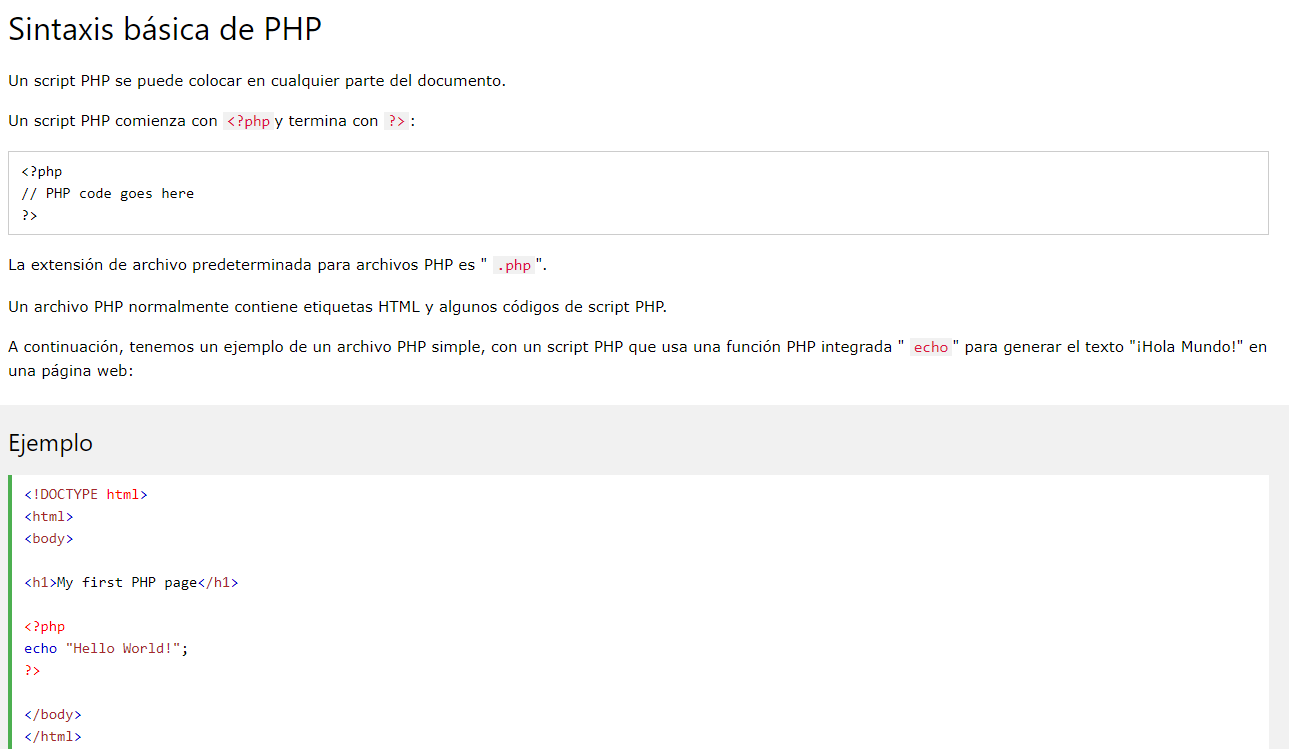 Sintaxis básica de PHP
Un script PHP se puede colocar en cualquier parte del documento.
Un script PHP comienza con <?php y termina con ?> :
<?php
// PHP code goes here
?>
La extensión de archivo predeterminada para archivos PHP es " .php ".
Un archivo PHP normalmente contiene etiquetas HTML y algunos códigos de script PHP.
A continuación, tenemos un ejemplo de un archivo PHP simple, con un script PHP que usa una función PHP integrada " echo " para generar el texto "¡Hola Mundo!" en
una página web:
Ejemplo
<!DOCTYPE html>
<html>
<body>
<h1>My first PHP page</h1>
<?php
echo "Hello World!";
?>
</body>
</html>